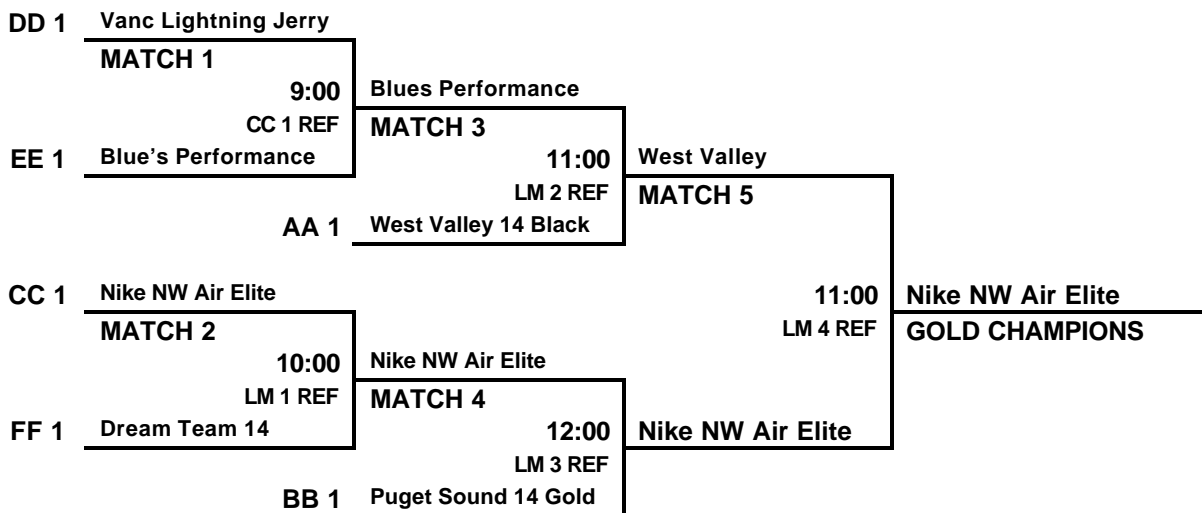 DD 1 Vanc Lightning Jerry
MATCH 1
9:00 Blues Performance
CC 1 REF MATCH 3
EE 1 Blue's Performance 11:00 West Valley
LM 2 REF MATCH 5
AA 1 West Valley 14 Black
CC 1 Nike NW Air Elite 11:00 Nike NW Air Elite
MATCH 2 LM 4 REF GOLD CHAMPIONS
10:00 Nike NW Air Elite
LM 1 REF MATCH 4
FF 1 Dream Team 14 12:00 Nike NW Air Elite
LM 3 REF
BB 1 Puget Sound 14 Gold